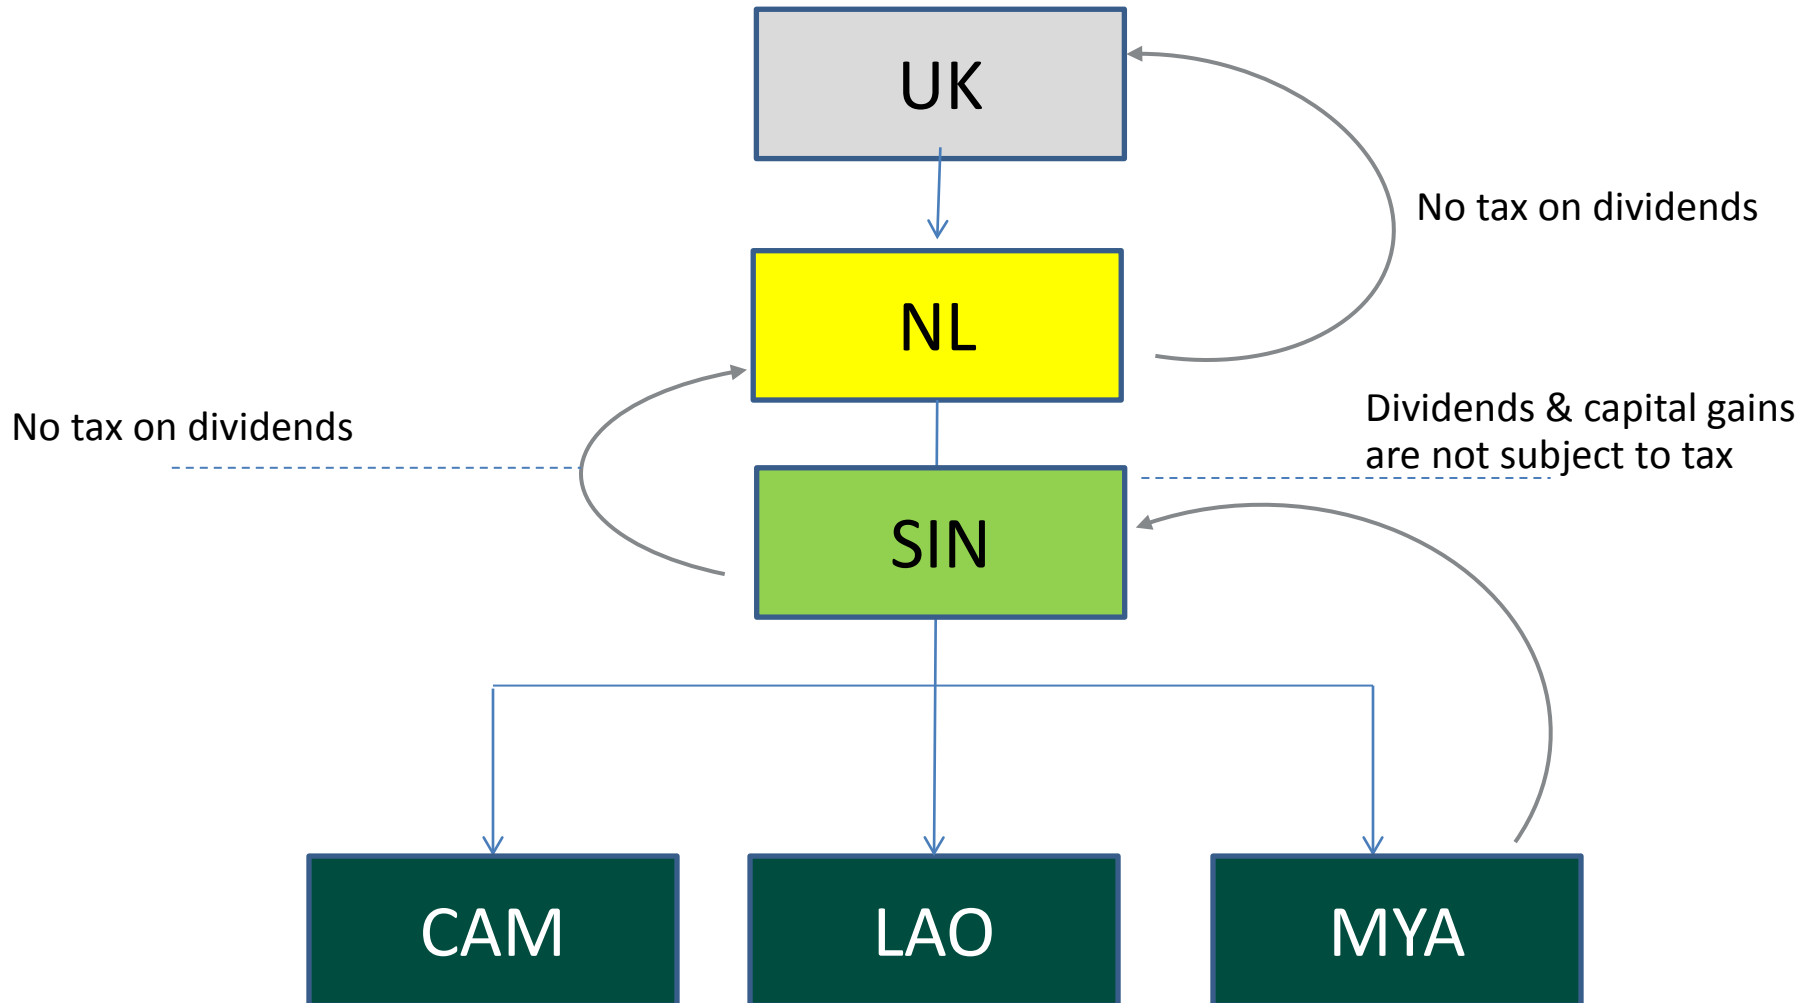 UK
No tax on dividends
NL
No tax on dividends
Dividends & capital gains
are not subject to tax
SIN
CAM
LAO
MYA